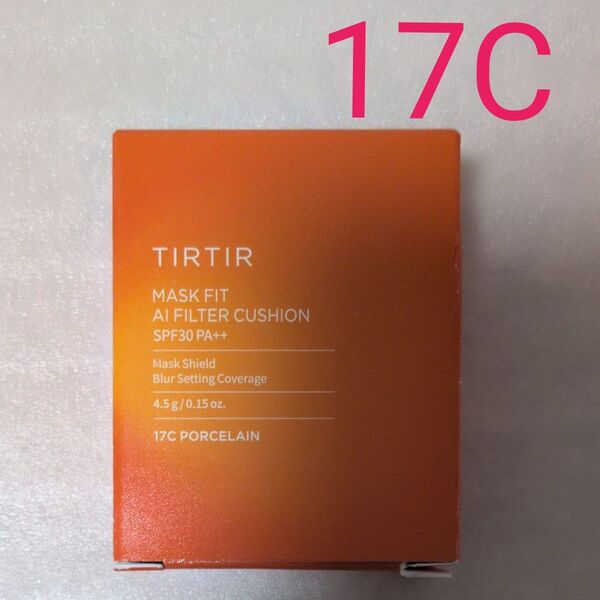 17C
TIRTIR
MASK FIT
AI FILTER CUSHION
SPF30 PA++
Mask Shield
Blur Setting Coverage
4.5 g / 0.15 oz.
17C PORCELAIN